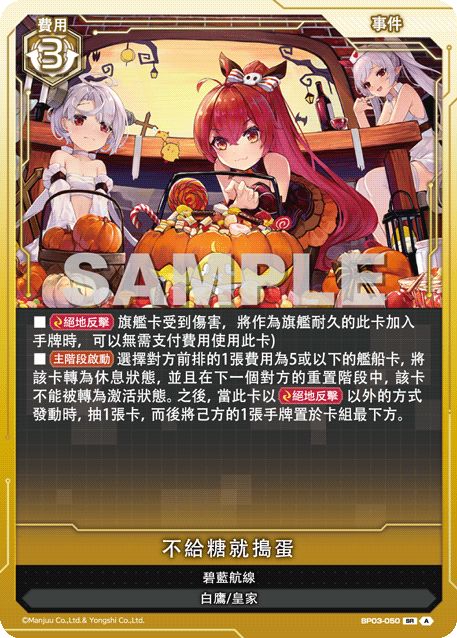 費用
事件
3
SAMPLE
■ 絕地反擊 旗艦卡受到傷害，將作為旗艦耐久的此卡加入
手牌時，可以無需支付費用使用此卡)
■ 主階段啟動 選擇對方前排的1張費用為5或以下的艦船卡，將
該卡轉為休息狀態，並且在下一個對方的重置階段中，該卡
不能被轉為激活狀態。之後，當此卡以 絕地反擊 以外的方式
發動時，抽1張卡，而後將己方的1張手牌置於卡組最下方。
不給糖就搗蛋
碧藍航線
白鷹/皇家
©Manjuu Co.,Ltd.& Yongshi Co.,Ltd.
BP03-050 SR A